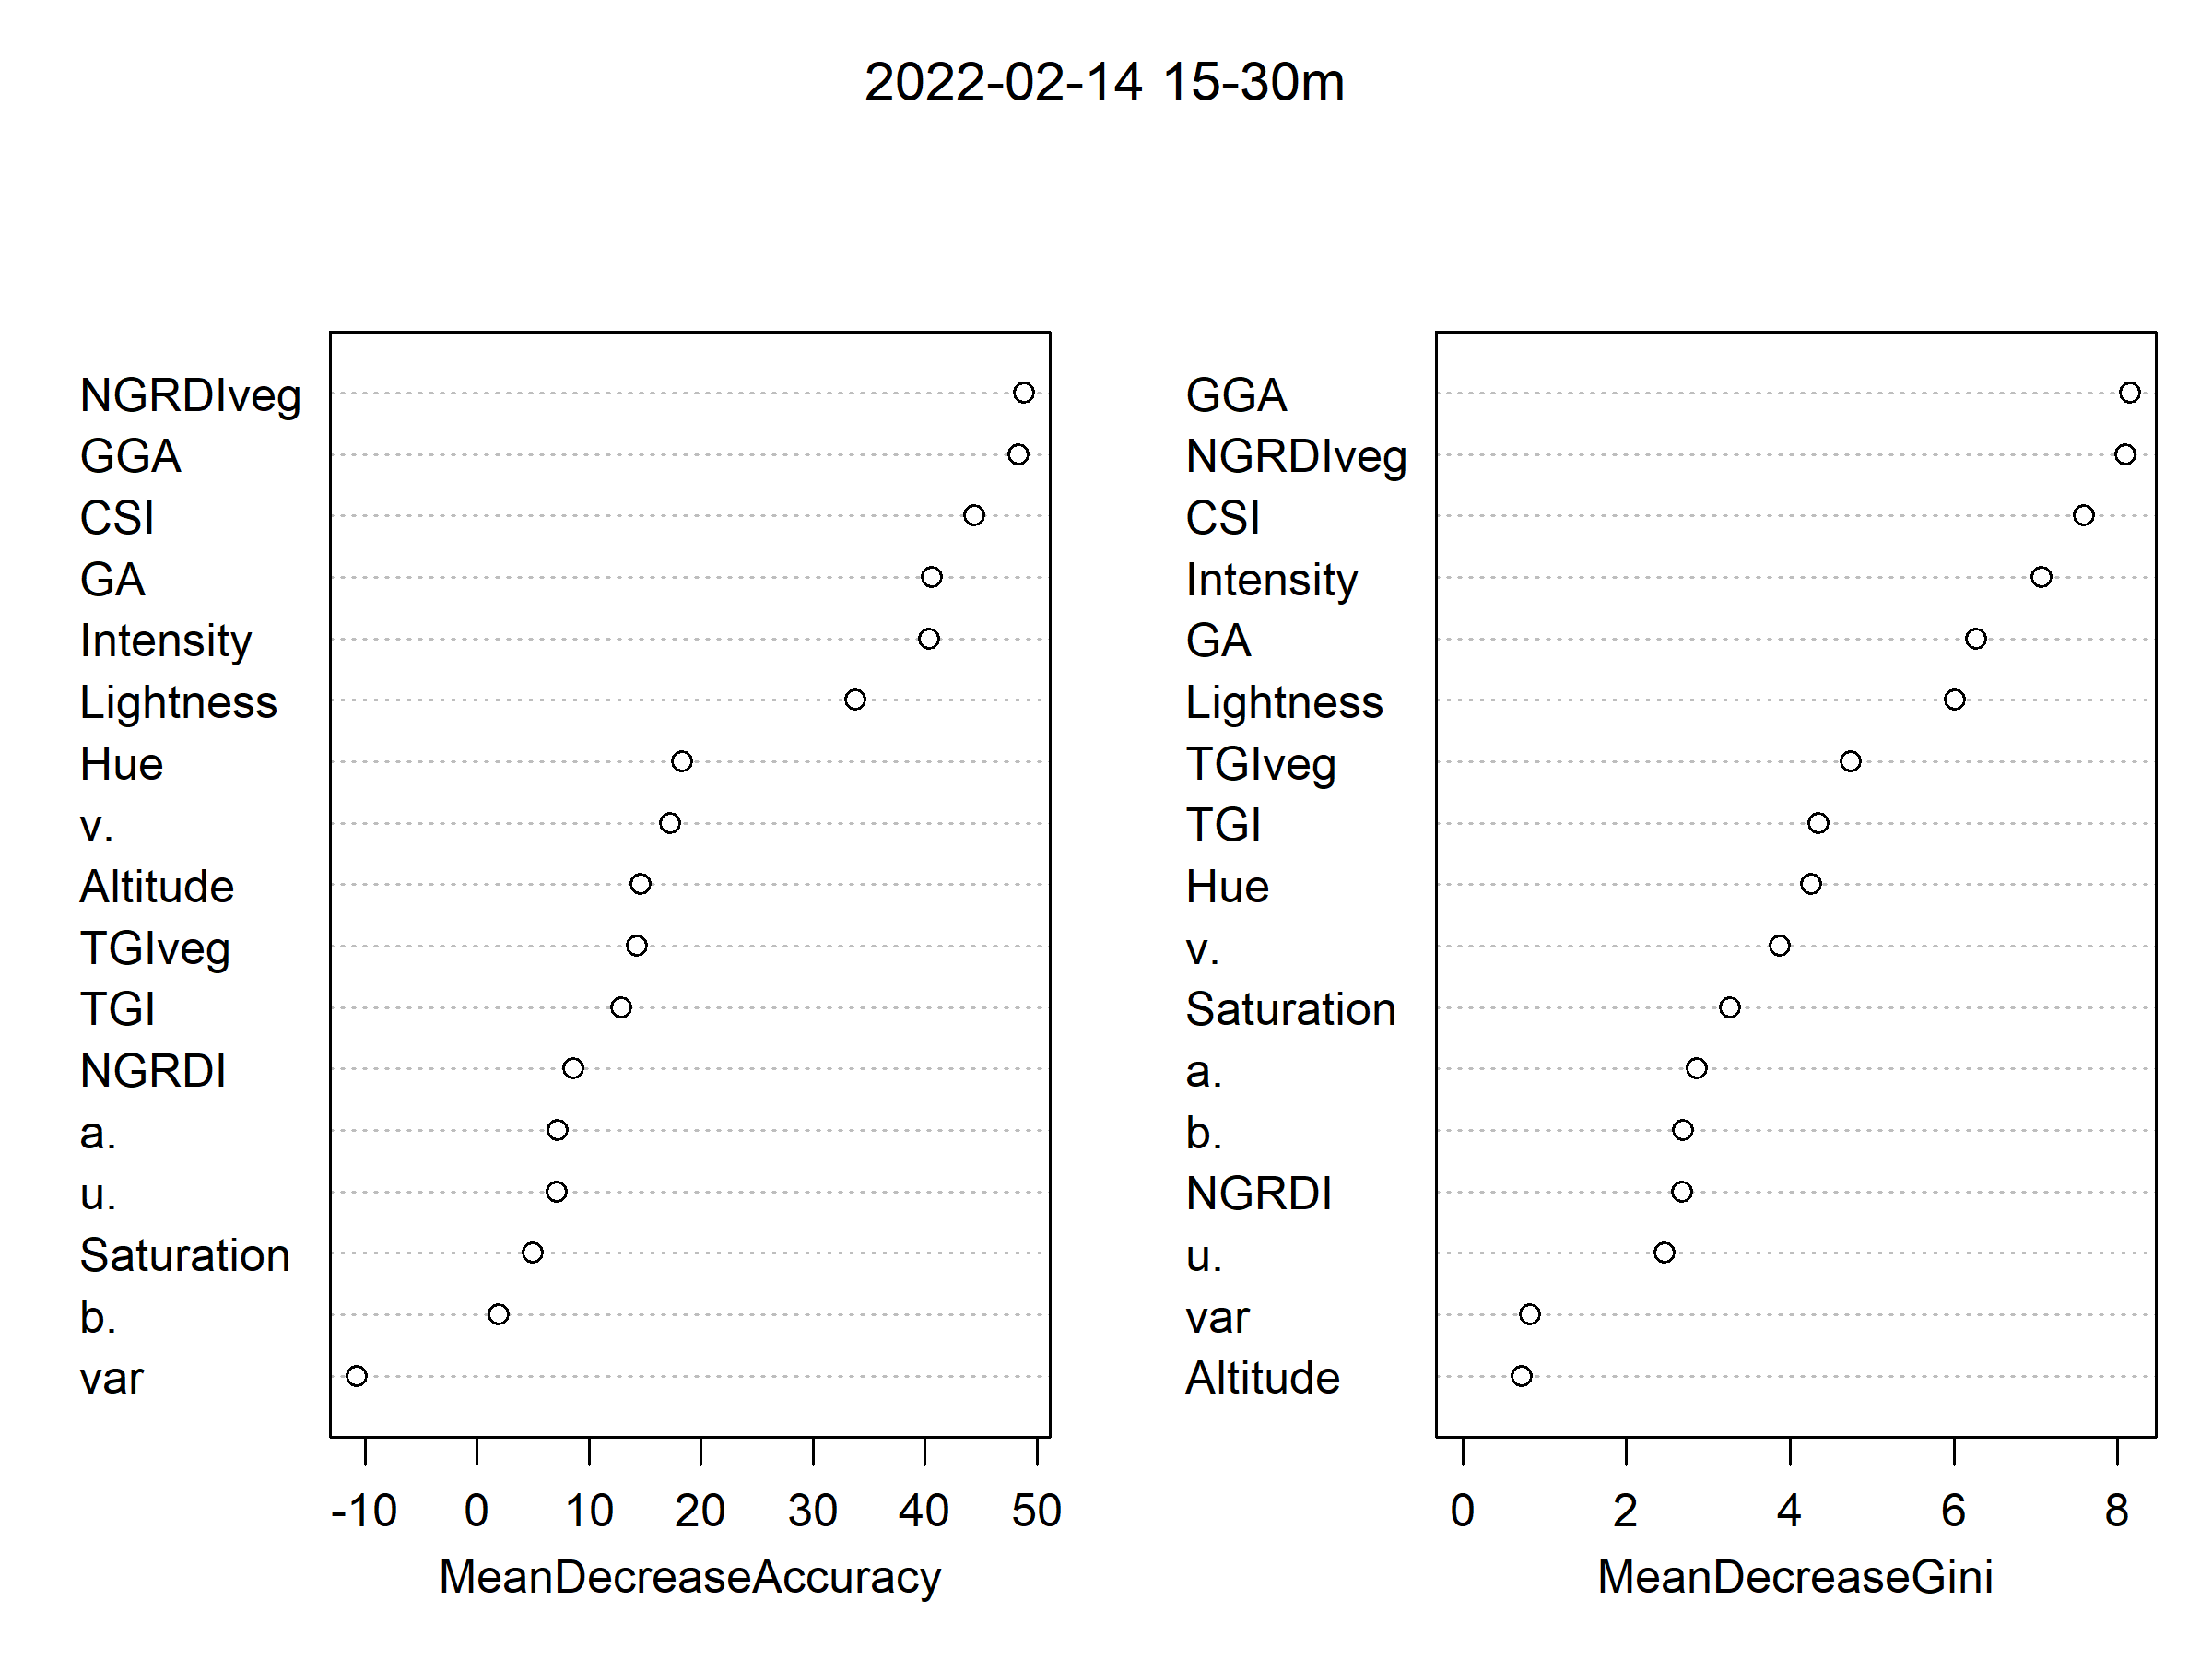 2022-02-14 15-30m
NGRDIveg
GGA
CSI
GA
Intensity
Lightness
Hue
v.
Altitude
TGIveg
TGI
NGRDI
a.
u.
Saturation
b.
var
-10 0 10 20 30 40 50
MeanDecreaseAccuracy
GGA
NGRDIveg
CSI
Intensity
GA
Lightness
TGIveg
TGI
Hue
v.
Saturation
a.
b.
NGRDI
u.
var
Altitude
0 2 4 6 8
MeanDecreaseGini